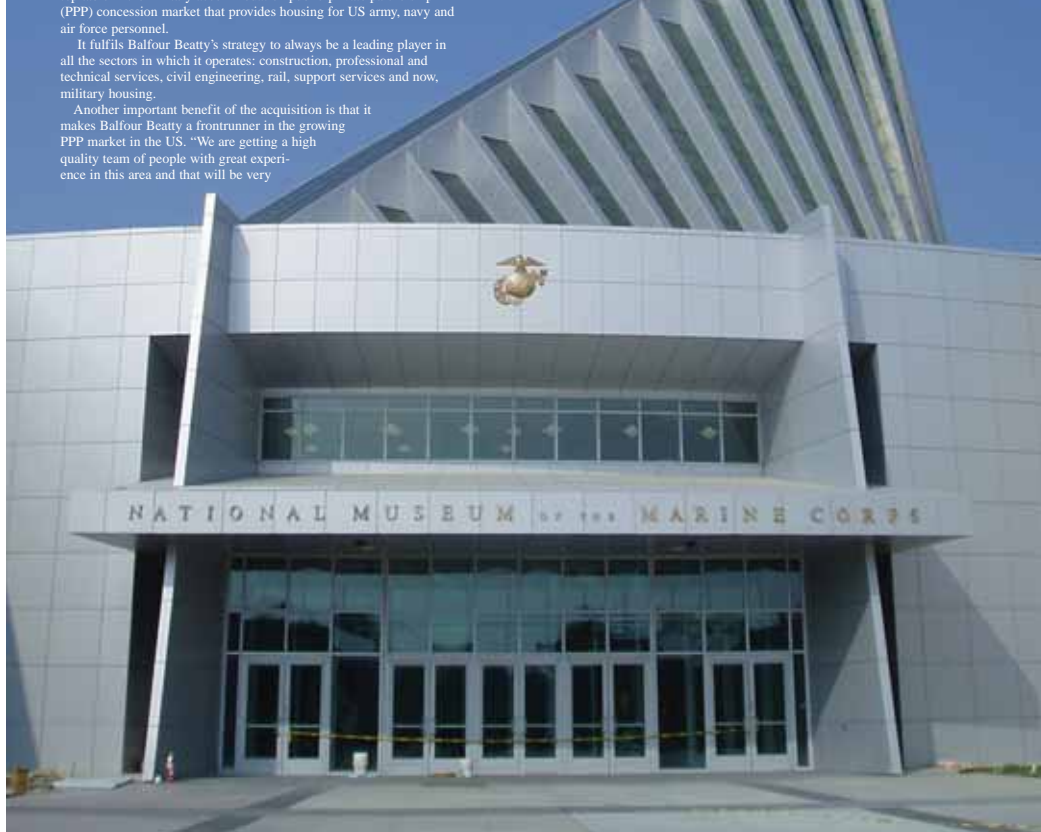 (PPP) concession market that provides housing for US army, navy and
air force personnel.
It fulfils Balfour Beatty’s strategy to always be a leading player in
all the sectors in which it operates: construction, professional and
technical services, civil engineering, rail, support services and now,
military housing.
Another important benefit of the acquisition is that it
makes Balfour Beatty a frontrunner in the growing
PPP market in the US. “We are getting a high
quality team of people with great experi-
ence in this area and that will be very
NATIONAL MUSEUM OF THE MARINE CORPS